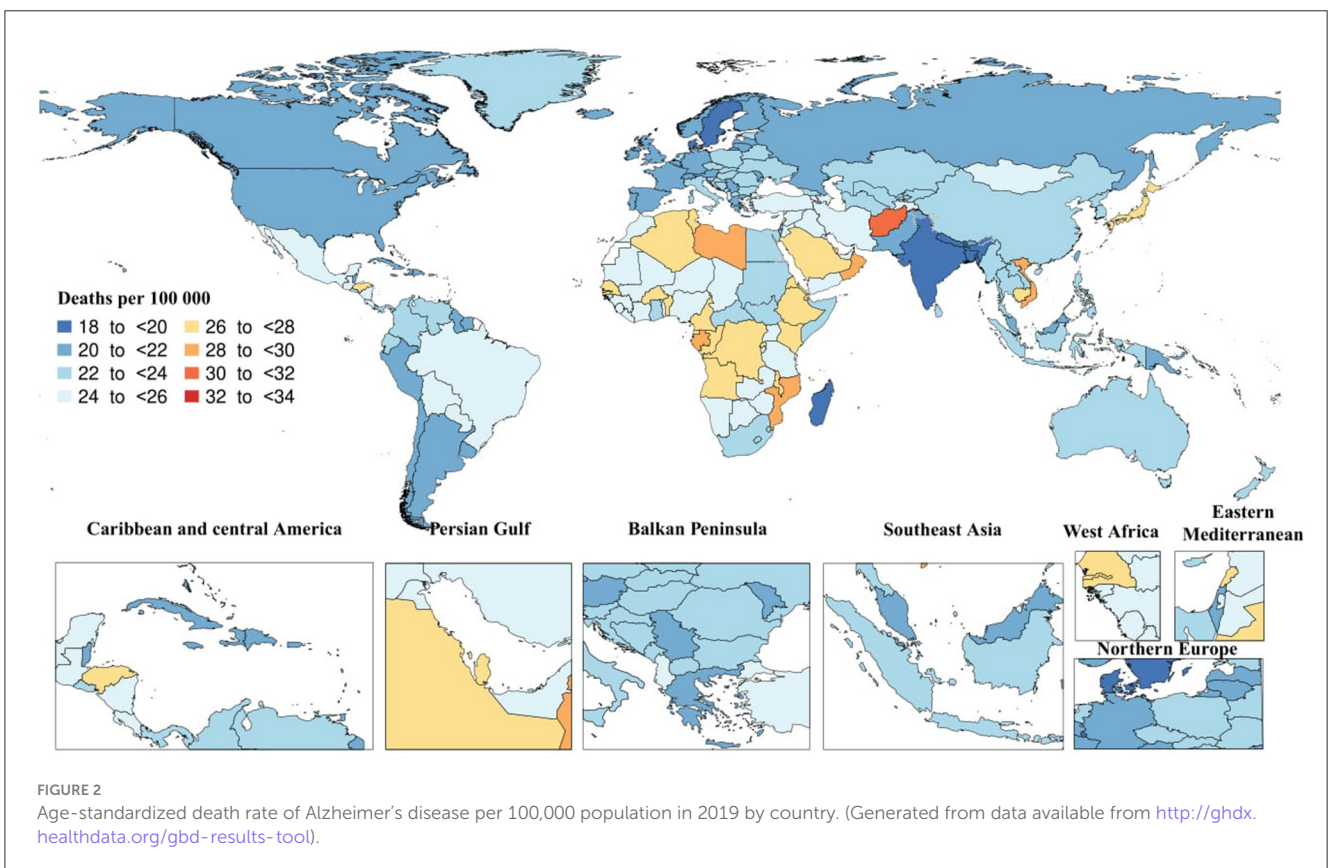 Deaths per 100 000
18 to <20
20 to <22
22 to <24
24 to <26
26 to <28
28 to <30
30 to <32
32 to <34
Caribbean and central America
Persian Gulf
Balkan Peninsula
Southeast Asia
West Africa
Eastern
Mediterranean
Northern Europe
FIGURE 2
Age-standardized death rate of Alzheimer's disease per 100,000 population in 2019 by country. (Generated from data available from http://ghdx.
healthdata.org/gbd-results-tool).